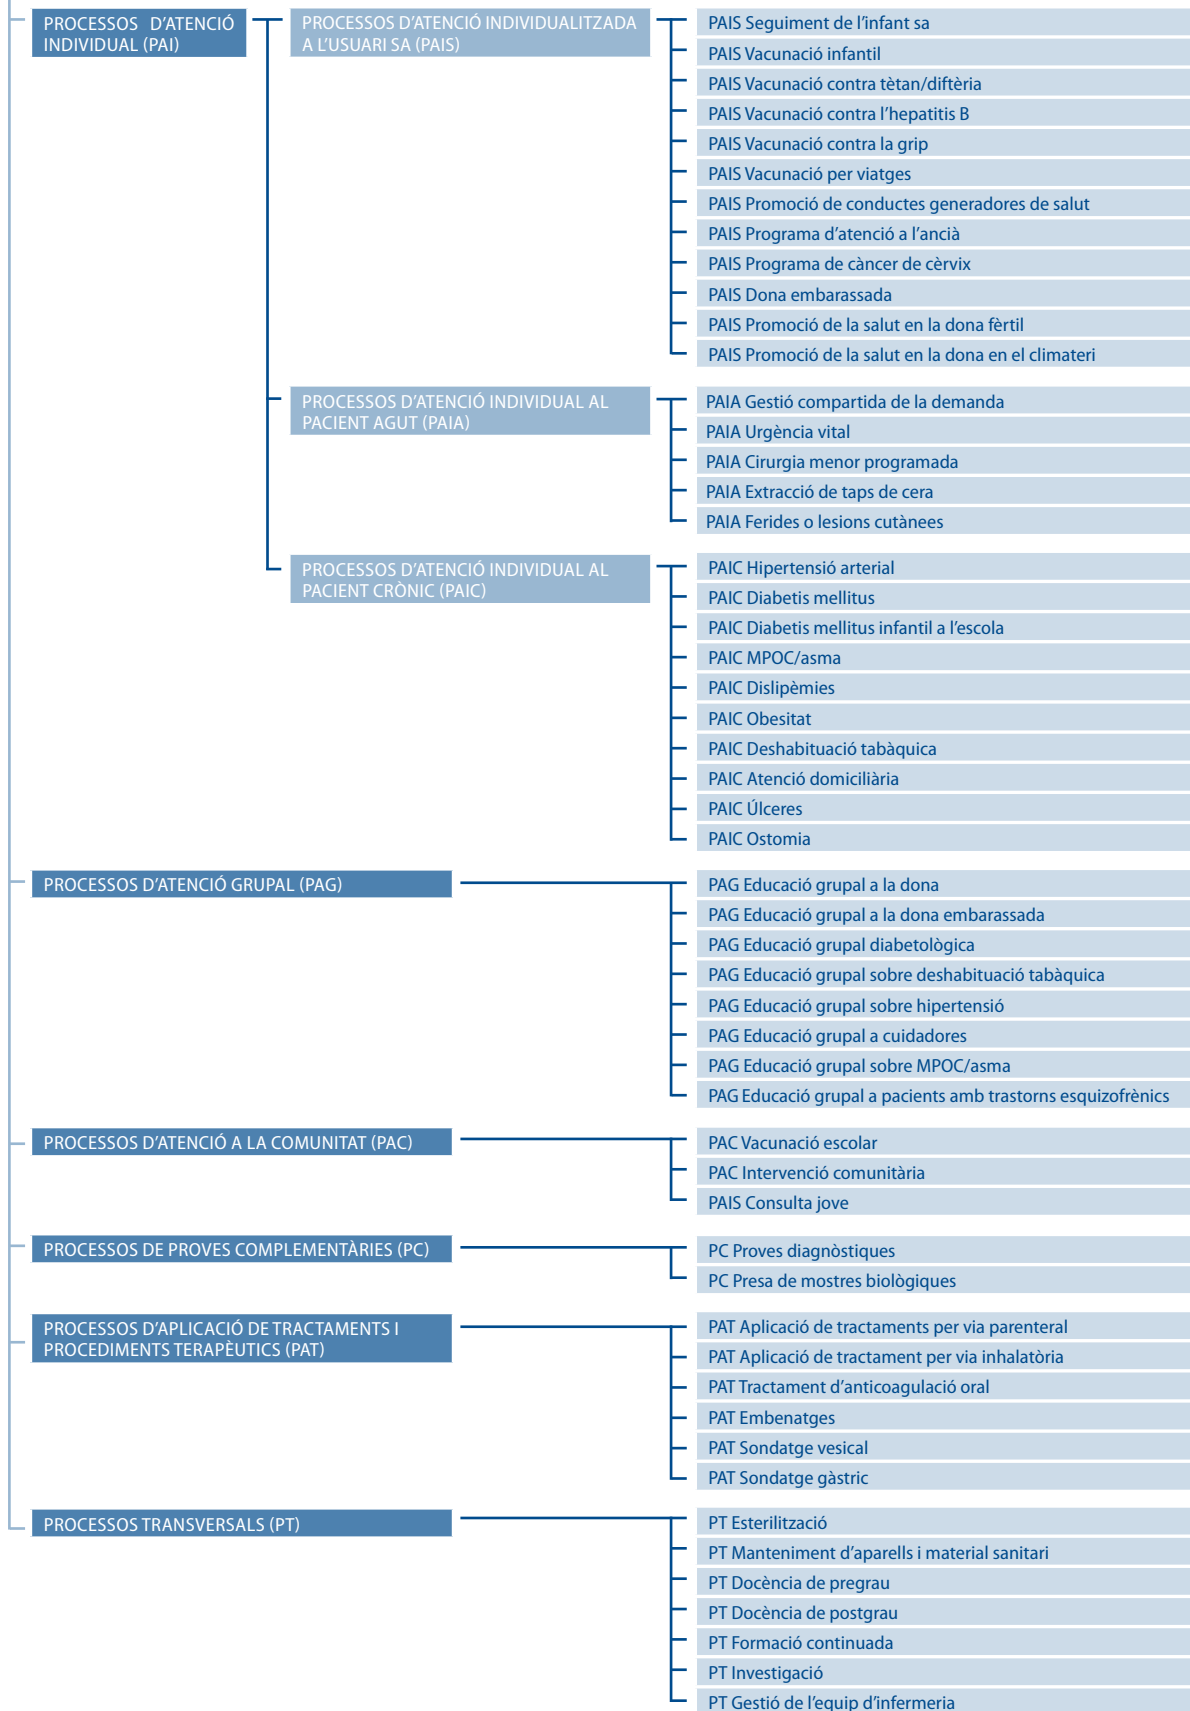 PROCESSOS D'ATENCIÓ
INDIVIDUAL (PAI)
PROCESSOS D'ATENCIÓ INDIVIDUALITZADA
A L'USUARI SA (PAIS)
PAIS Seguiment de l'infant sa
PAIS Vacunació infantil
PAIS Vacunació contra tètan/diftèria
PAIS Vacunació contra l'hepatitis B
PAIS Vacunació contra la grip
PAIS Vacunació per viatges
PAIS Promoció de conductes generadores de salut
PAIS Programa d'atenció a l'ancià
PAIS Programa de càncer de cèrvix
PAIS Dona embarassada
PAIS Promoció de la salut en la dona fèrtil
PAIS Promoció de la salut en la dona en el climateri
PROCESSOS D'ATENCIÓ INDIVIDUAL AL
PACIENT AGUT (PAIA)
PAIA Gestió compartida de la demanda
PAIA Urgència vital
PAIA Cirurgia menor programada
PAIA Extracció de taps de cera
PAIA Ferides o lesions cutànees
PROCESSOS D'ATENCIÓ INDIVIDUAL AL
PACIENT CRÒNIC (PAIC)
PAIC Hipertensió arterial
PAIC Diabetis mellitus
PAIC Diabetis mellitus infantil a l'escola
PAIC MPOC/asma
PAIC Dislipèmies
PAIC Obesitat
PAIC Deshabituació tabàquica
PAIC Atenció domiciliària
PAIC Úlceres
PAIC Ostomia
PROCESSOS D'ATENCIÓ GRUPAL (PAG)
PAG Educació grupal a la dona
PAG Educació grupal a la dona embarassada
PAG Educació grupal diabetològica
PAG Educació grupal sobre deshabituació tabàquica
PAG Educació grupal sobre hipertensió
PAG Educació grupal a cuidadores
PAG Educació grupal sobre MPOC/asma
PAG Educació grupal a pacients amb trastorns esquizofrènics
PROCESSOS D'ATENCIÓ A LA COMUNITAT (PAC)
PAC Vacunació escolar
PAC Intervenció comunitària
PAIS Consulta jove
PROCESSOS DE PROVES COMPLEMENTÀRIES (PC)
PC Proves diagnòstiques
PC Presa de mostres biològiques
PROCESSOS D'APLICACIÓ DE TRACTAMENTS I
PROCEDIMENTS TERAPÈUTICS (PAT)
PAT Aplicació de tractaments per via parenteral
PAT Aplicació de tractament per via inhalatòria
PAT Tractament d'anticoagulació oral
PAT Embenatges
PAT Sondatge vesical
PAT Sondatge gàstric
PROCESSOS TRANSVERSALS (PT)
PT Esterilització
PT Manteniment d'aparells i material sanitari
PT Docència de pregrau
PT Docència de postgrau
PT Formació continuada
PT Investigació
PT Gestió de l'equip d'infermeria